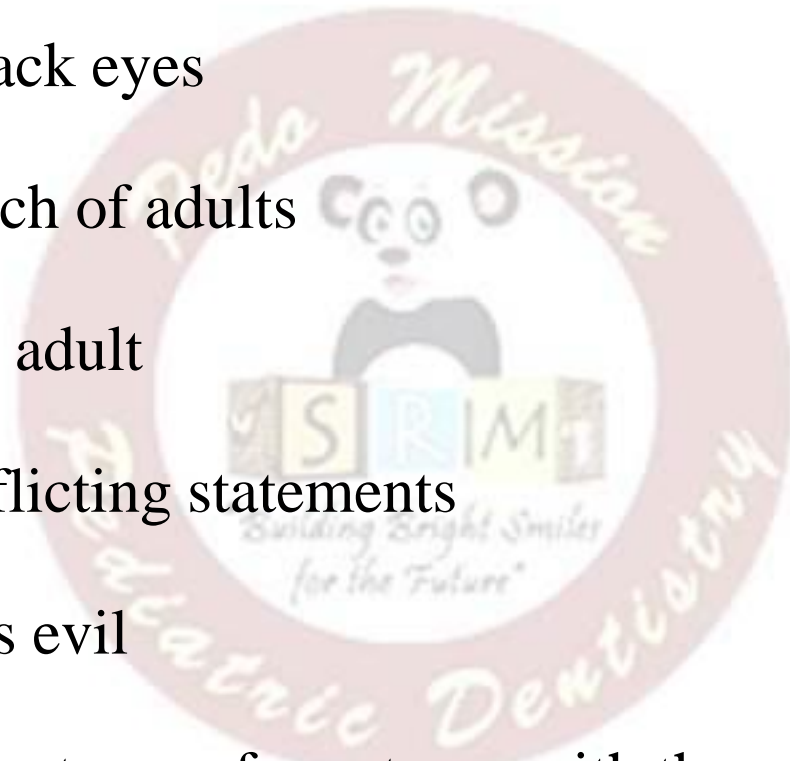 ack eyes
Pedo Mission
ch of adults
adult
SRM
flicting statements
"Building Bright Smiles
for the Future"
s evil
Pediatric Dentistry